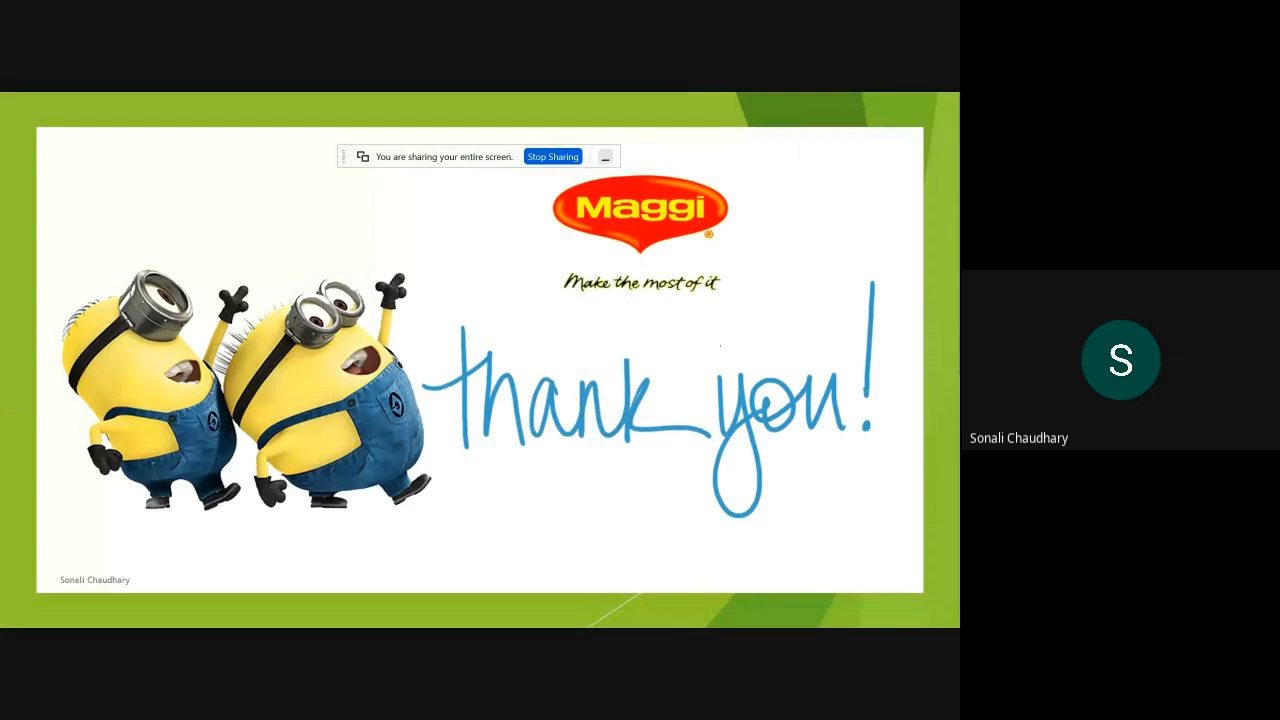 You are sharing your entire screen. Stop Sharing
Maggi ®
Make the most of it
thank you!
S
Sonali Chaudhary
Sonali Chaudhary